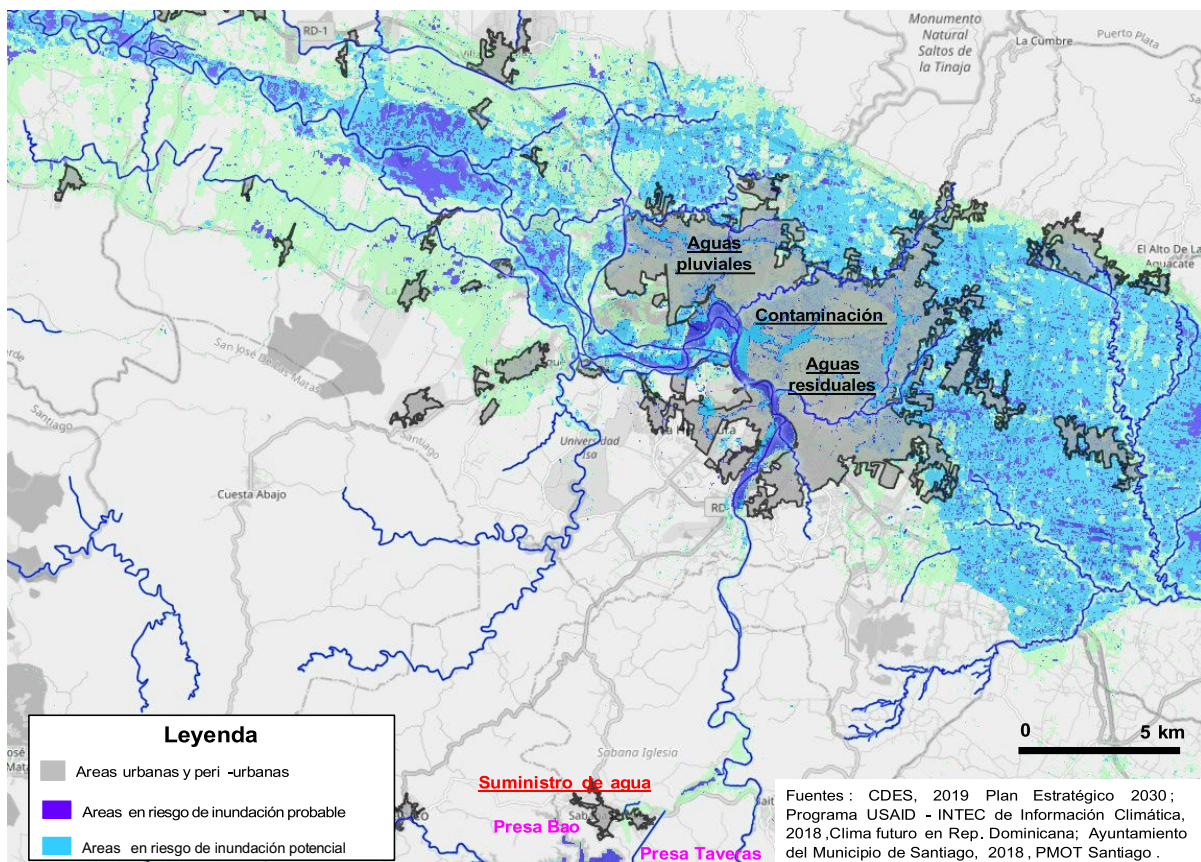 Monumento
Natural
Saltos de
la Tinaja
RD-1
La Cumbre
Puerto Plata
Aguas
pluviales
El Alto De La
Aguacate
Contaminación
Aguas
residuales
San José De Las Matas
Santiago
Santiago
Universidad
Isa
Cuesta Abajo
RD-
Sabana Iglesia
Suministro de agua
Presa Bao
Presa Taveras
0 5 km
Leyenda
Areas urbanas y peri -urbanas
Areas en riesgo de inundación probable
Areas en riesgo de inundación potencial
Fuentes : CDES, 2019 Plan Estratégico 2030 ;
Programa USAID - INTEC de Información Climática,
2018 ,Clima futuro en Rep. Dominicana; Ayuntamiento
del Municipio de Santiago, 2018 , PMOT Santiago .